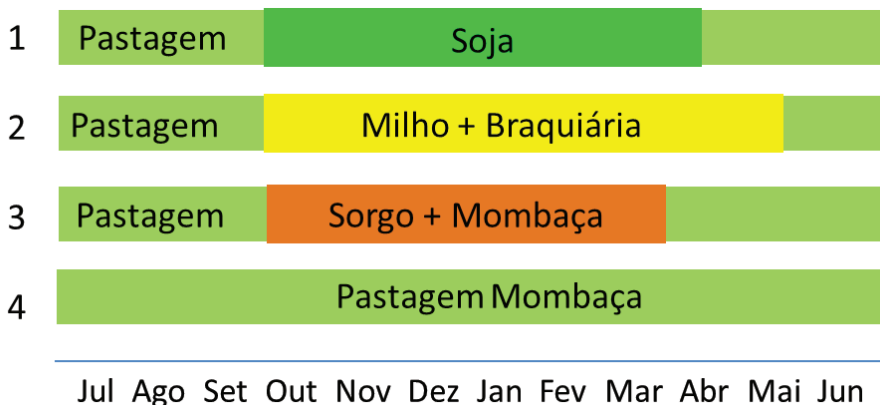 1 Pastagem Soja
2 Pastagem Milho + Braquiária
3 Pastagem Sorgo + Mombaça
4 Pastagem Mombaça
Jul Ago Set Out Nov Dez Jan Fev Mar Abr Mai Jun